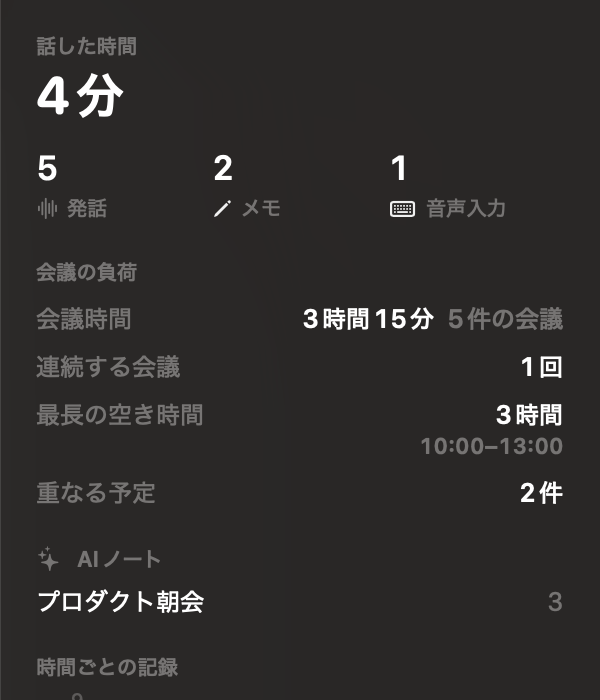 話した時間
4分
5 2 1
発話 メモ 音声入力
会議の負荷
会議時間 3時間15分 5件の会議
連続する会議 1回
最長の空き時間 3時間
10:00–13:00
重なる予定 2件
AIノート
プロダクト朝会 3
時間ごとの記録